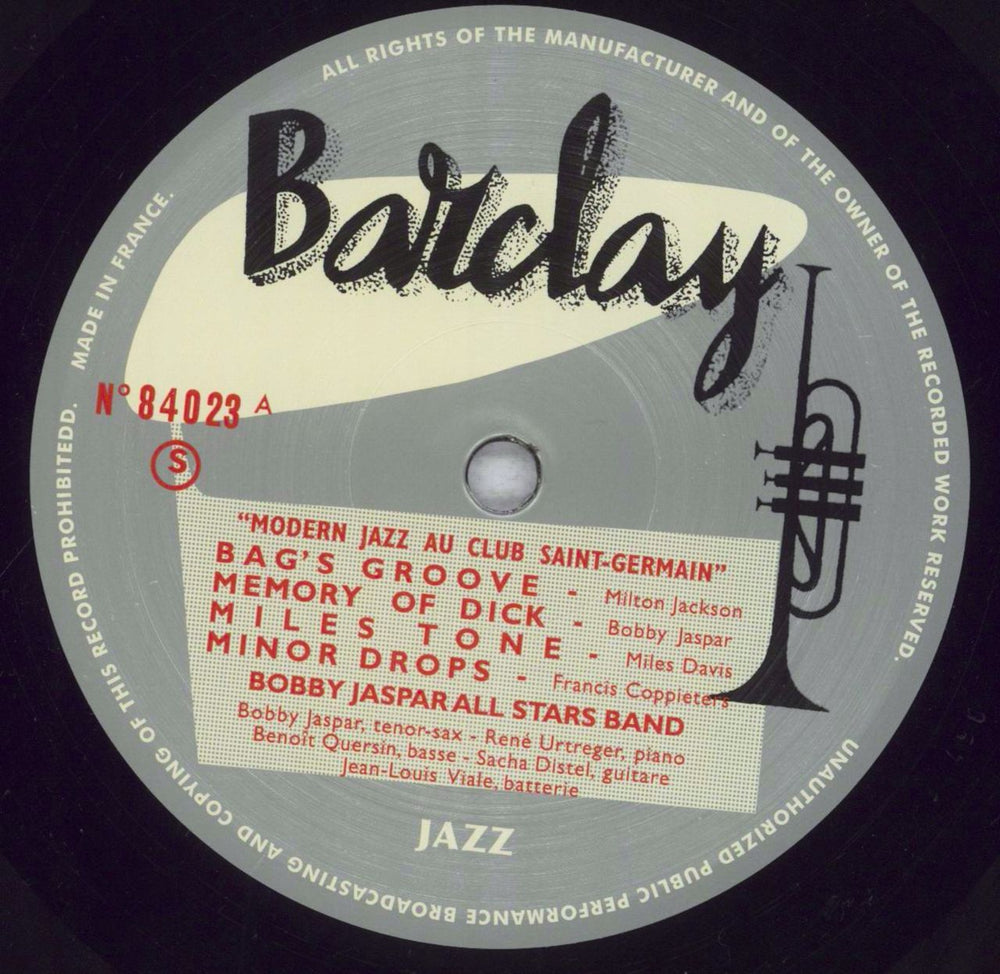 ALL RIGHTS OF THE MANUFACTURER AND OF THE OWNER OF THE RECORDED WORK RESERVED.
UNAUTHORIZED PUBLIC PERFORMANCE BROADCASTING AND COPYING OF THIS RECORD PROHIBITEDD. MADE IN FRANCE.
Barclay
N° 84023 A
S
“MODERN JAZZ AU CLUB SAINT-GERMAIN”
BAG’S GROOVE - Milton Jackson
MEMORY OF DICK - Bobby Jaspar
MILES TONE - Miles Davis
MINOR DROPS - Francis Coppieters
BOBBY JASPAR ALL STARS BAND
Bobby Jaspar, tenor-sax - René Urtreger, piano
Benoît Quersin, basse - Sacha Distel, guitare
Jean-Louis Viale, batterie
JAZZ